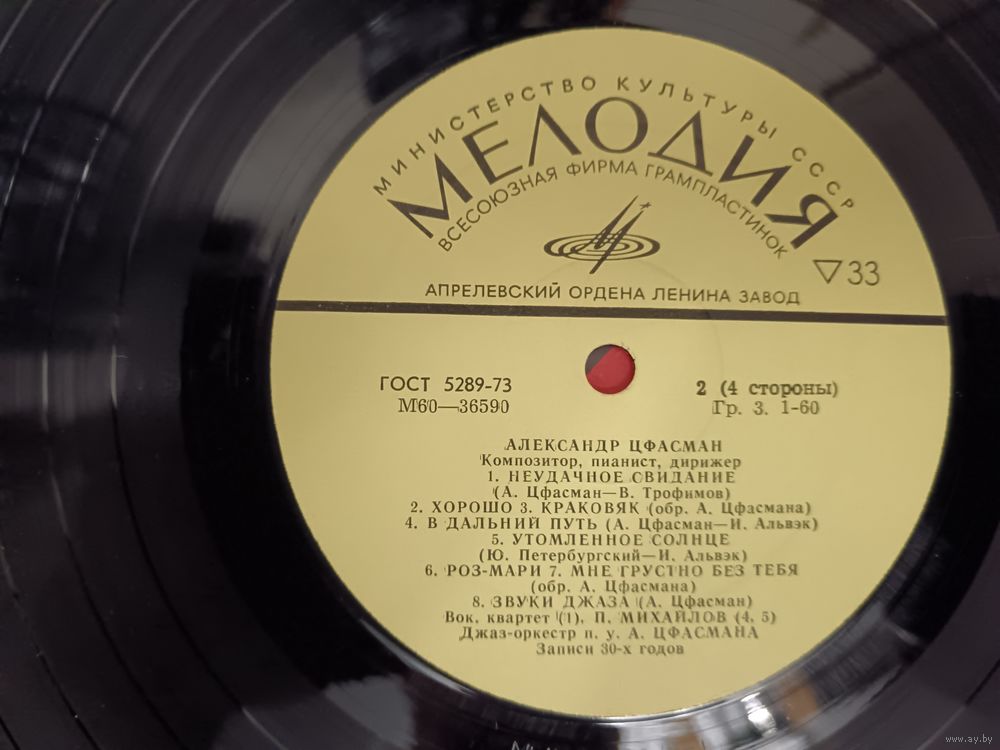 МИНИСТЕРСТВО КУЛЬТУРЫ СССР
МЕЛОДИЯ
ВСЕСОЮЗНАЯ ФИРМА ГРАМПЛАСТИНОК
▽33
АПРЕЛЕВСКИЙ ОРДЕНА ЛЕНИНА ЗАВОД
ГОСТ 5289-73
М60—36590
2 (4 стороны)
Гр. 3. 1-60
АЛЕКСАНДР ЦФАСМАН
Композитор, пианист, дирижер
1. НЕУДАЧНОЕ СВИДАНИЕ
(А. Цфасман—В. Трофимов)
2. ХОРОШО 3. КРАКОВЯК (обр. А. Цфасмана)
4. В ДАЛЬНИЙ ПУТЬ (А. Цфасман—И. Альвэк)
5. УТОМЛЕННОЕ СОЛНЦЕ
(Ю. Петербургский—И. Альвэк)
6. РОЗ-МАРИ 7. МНЕ ГРУСТНО БЕЗ ТЕБЯ
(обр. А. Цфасмана)
8. ЗВУКИ ДЖАЗА (А. Цфасман)
Вок. квартет (1), П. МИХАЙЛОВ (4, 5)
Джаз-оркестр п. у. А. ЦФАСМАНА
Записи 30-х годов
www.ay.by